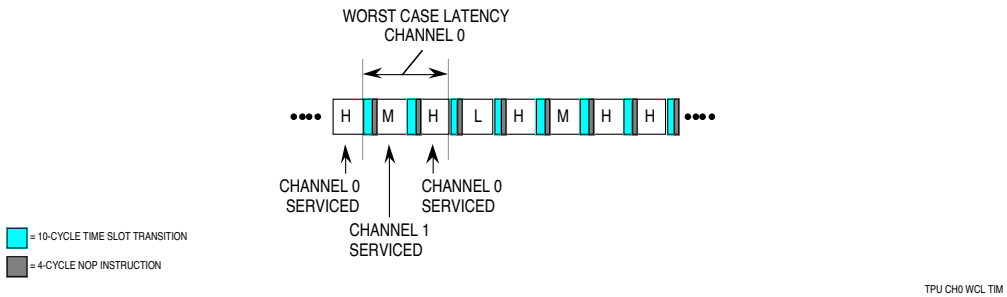 WORST CASE LATENCY
CHANNEL 0
H M H L H M H H
CHANNEL 0
SERVICED
CHANNEL 0
SERVICED
CHANNEL 1
SERVICED
= 10-CYCLE TIME SLOT TRANSITION
= 4-CYCLE NOP INSTRUCTION
TPU CH0 WCL TIM